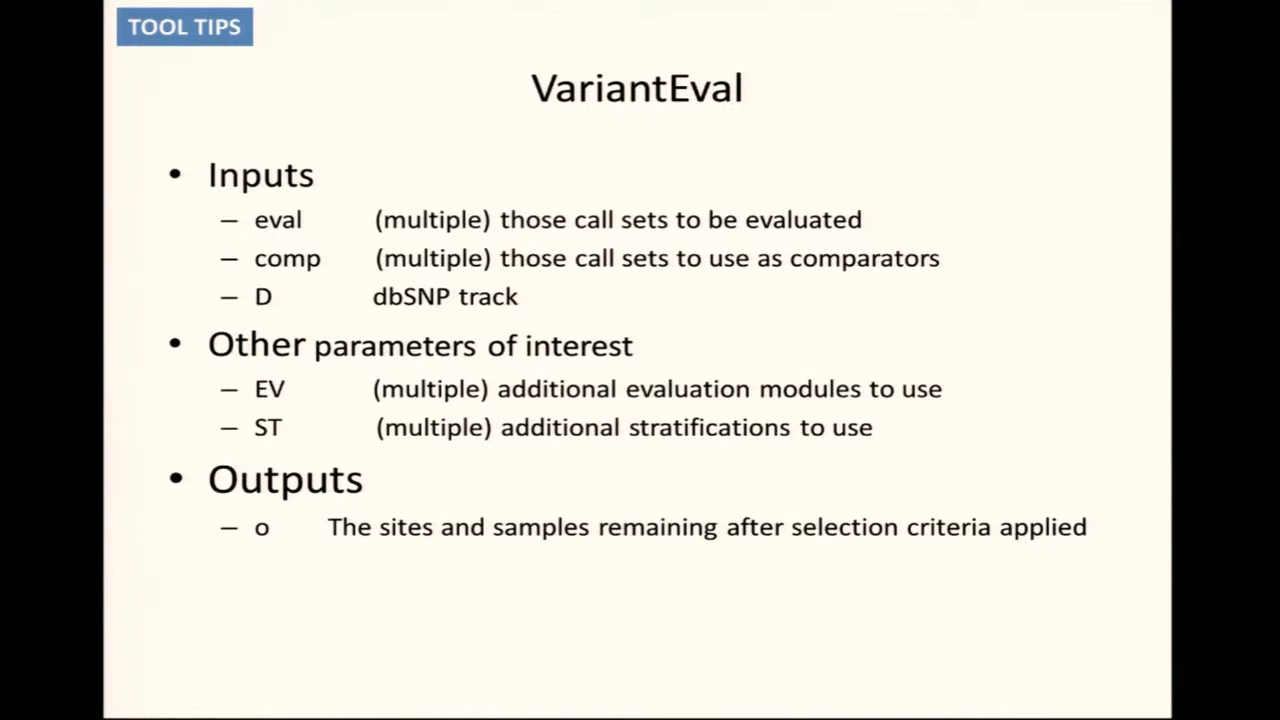 TOOL TIPS
VariantEval
• Inputs
– eval (multiple) those call sets to be evaluated
– comp (multiple) those call sets to use as comparators
– D dbSNP track
• Other parameters of interest
– EV (multiple) additional evaluation modules to use
– ST (multiple) additional stratifications to use
• Outputs
– o The sites and samples remaining after selection criteria applied